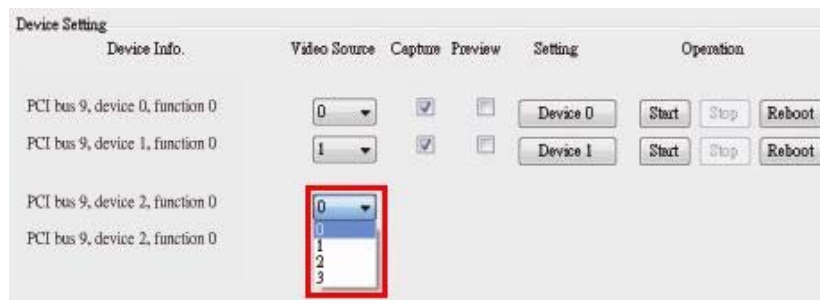 Device Setting
Device Info. Video Source Capture Preview Setting Operation
PCI bus 9, device 0, function 0 0 Device 0 Start Stop Reboot
PCI bus 9, device 1, function 0 1 Device 1 Start Stop Reboot
PCI bus 9, device 2, function 0 0
0
PCI bus 9, device 2, function 0 1
2
3